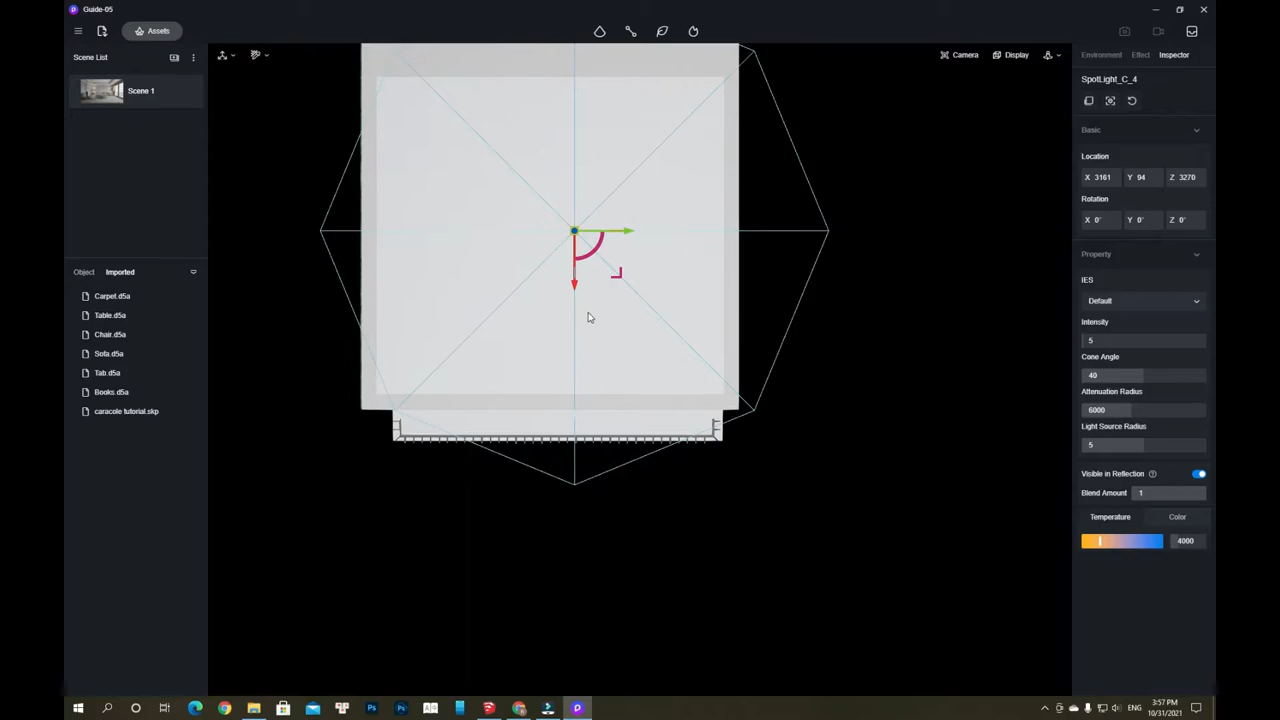 Guide-05
Assets
Scene List
Scene 1
Object
Imported
Carpet.d5a
Table.d5a
Chair.d5a
Sofa.d5a
Tab.d5a
Books.d5a
caracole tutorial.skp
Camera
Display
Environment
Effect
Inspector
SpotLight_C_4
Basic
Location
X 3161 Y 94 Z 3270
Rotation
X 0° Y 0° Z 0°
Property
IES
Default
Intensity
5
Cone Angle
40
Attenuation Radius
6000
Light Source Radius
5
Visible in Reflection
Blend Amount 1
Temperature
Color
4000
ENG
3:57 PM
10/31/2021